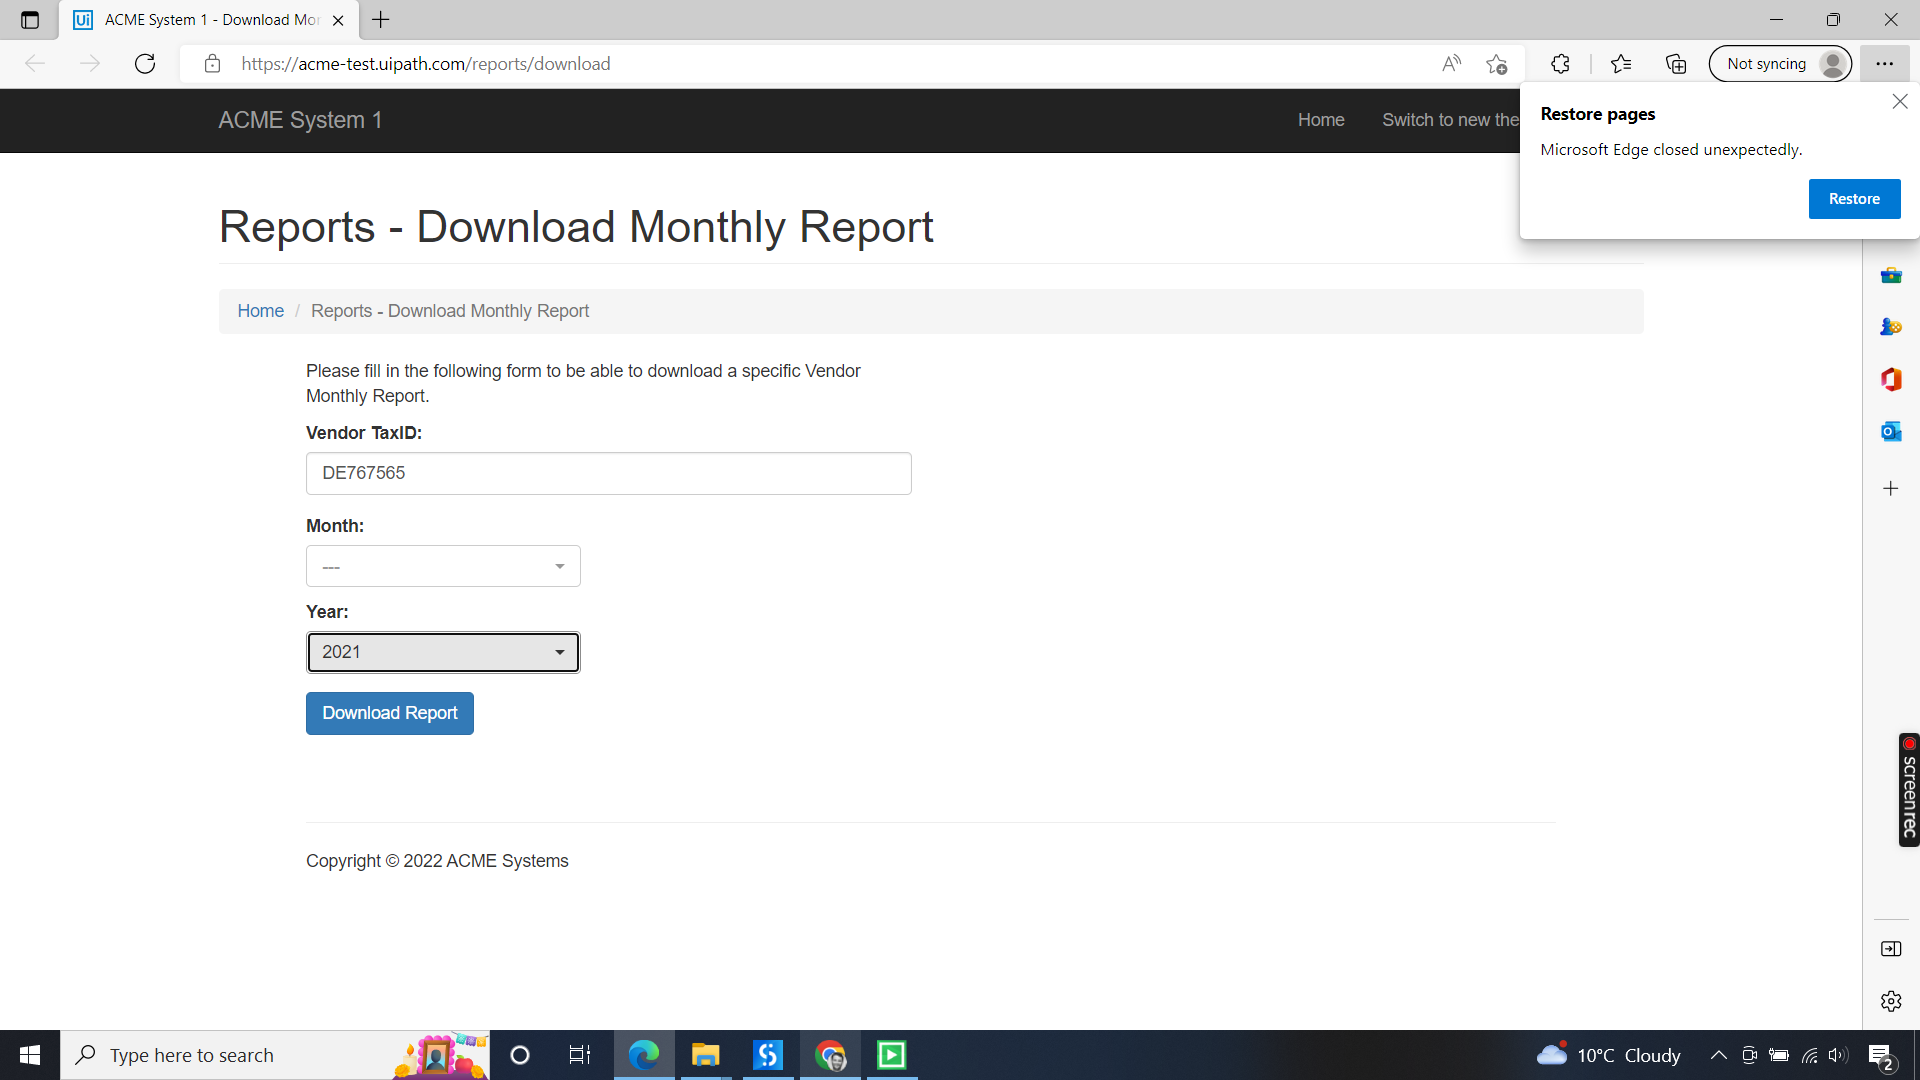 ACME System 1 - Download Mo
https://acme-test.uipath.com/reports/download
Not syncing
ACME System 1
Home
Switch to new the
Restore pages
Microsoft Edge closed unexpectedly.
Restore
Reports - Download Monthly Report
Home / Reports - Download Monthly Report
Please fill in the following form to be able to download a specific Vendor
Monthly Report.
Vendor TaxID:
DE767565
Month:
---
Year:
2021
Download Report
screenrec
Copyright © 2022 ACME Systems
Type here to search
10°C Cloudy
2